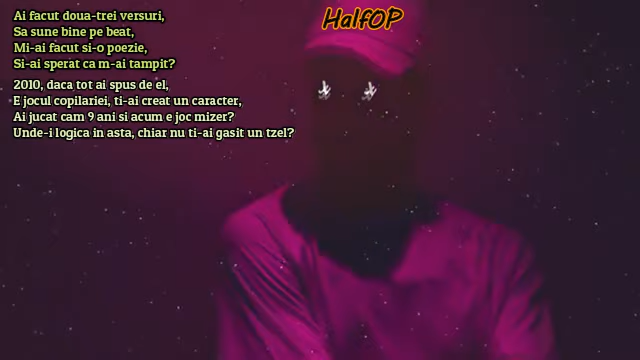 HalfOP
Ai facut doua-trei versuri,
Sa sune bine pe beat,
Mi-ai facut si-o poezie,
Si-ai sperat ca m-ai tampit?
2010, daca tot ai spus de el,
E jocul copilariei, ti-ai creat un caracter,
Ai jucat cam 9 ani si acum e joc mizer?
Unde-i logica in asta, chiar nu ti-ai gasit un tzel?